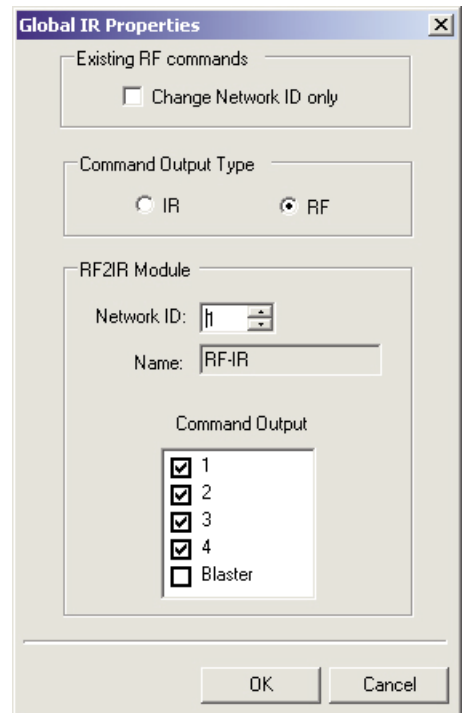 Global IR Properties
Existing RF commands
Change Network ID only
Command Output Type
IR
RF
RF2IR Module
Network ID: 1
Name: RF-IR
Command Output
1
2
3
4
Blaster
OK
Cancel